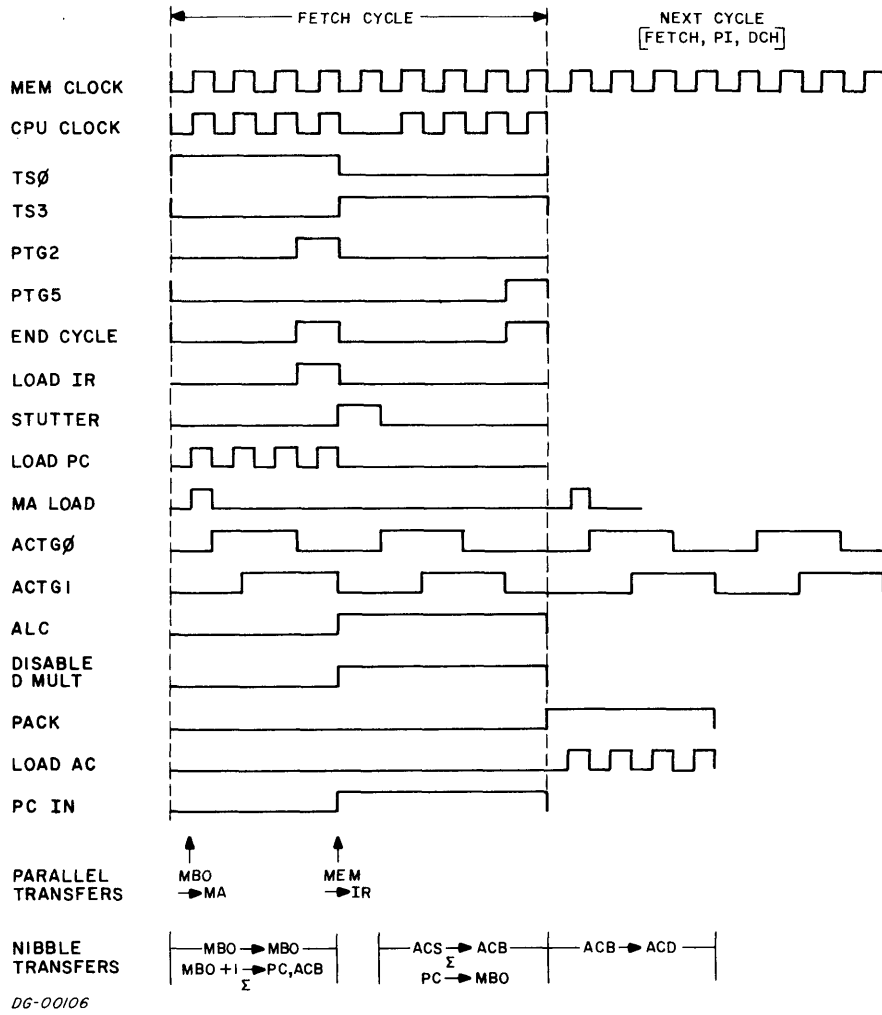 FETCH CYCLE
NEXT CYCLE
[FETCH, PI, DCH]
MEM CLOCK
CPU CLOCK
TSØ
TS3
PTG2
PTG5
END CYCLE
LOAD IR
STUTTER
LOAD PC
MA LOAD
ACTGØ
ACTG1
ALC
DISABLE
D MULT
PACK
LOAD AC
PC IN
PARALLEL
TRANSFERS
MBO
→MA
MEM
→IR
NIBBLE
TRANSFERS
MBO → MBO
MBO +1 → PC, ACB
Σ
ACS → ACB
Σ
PC → MBO
ACB → ACD
DG-00106